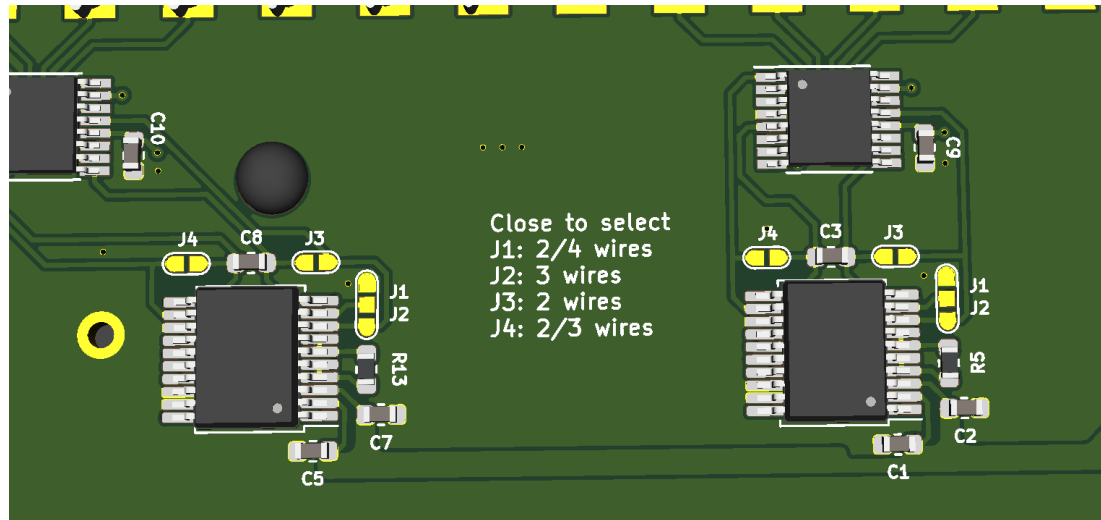 C10
C9
J4
C8
J3
J1
J2
R13
C7
C5
Close to select
J1: 2/4 wires
J2: 3 wires
J3: 2 wires
J4: 2/3 wires
J4
C3
J3
J1
J2
R5
C2
C1